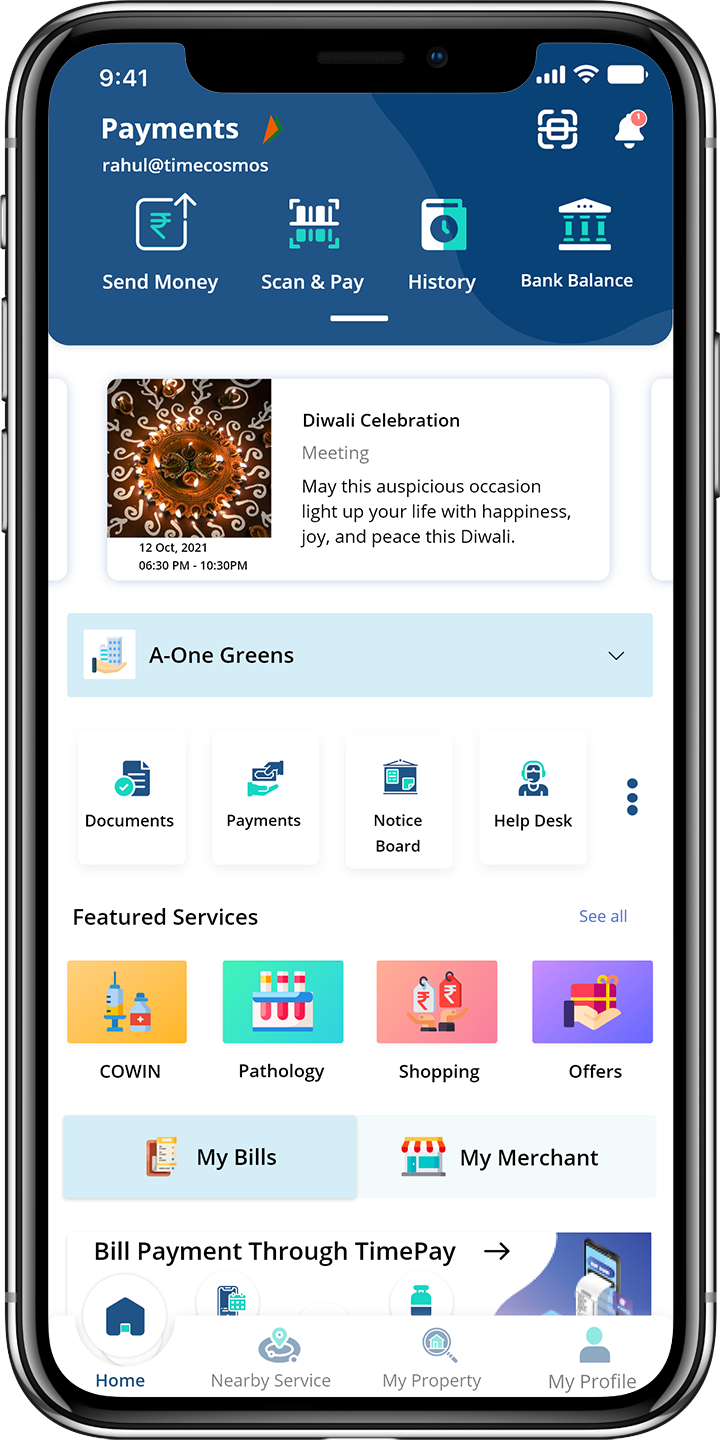 9:41
Payments
1
rahul@timecosmos
Send Money
Scan & Pay
History
Bank Balance
Diwali Celebration
Meeting
May this auspicious occasion
light up your life with happiness,
joy, and peace this Diwali.
12 Oct, 2021
06:30 PM - 10:30PM
A-One Greens
Documents
Payments
Notice
Board
Help Desk
Featured Services
See all
COWIN
Pathology
Shopping
Offers
My Bills
My Merchant
Bill Payment Through TimePay
Home
Nearby Service
My Property
My Profile